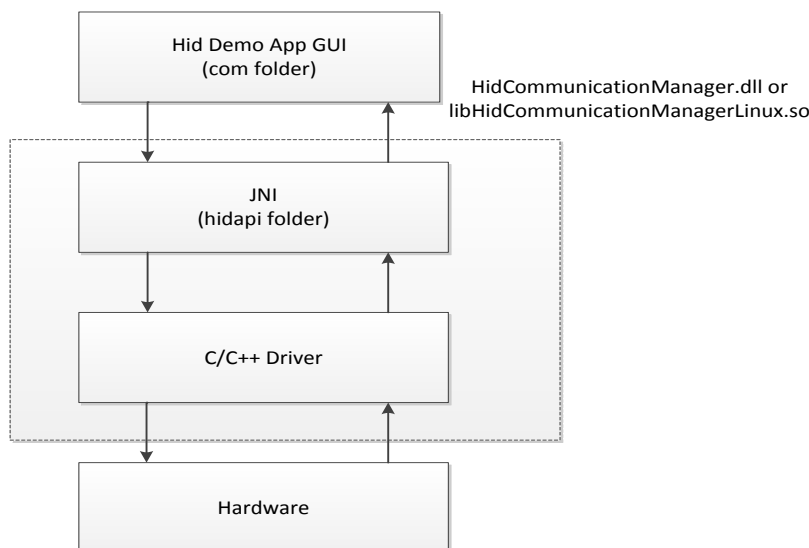 Hid Demo App GUI
(com folder)
HidCommunicationManager.dll or
libHidCommunicationManagerLinux.so
JNI
(hidapi folder)
C/C++ Driver
Hardware